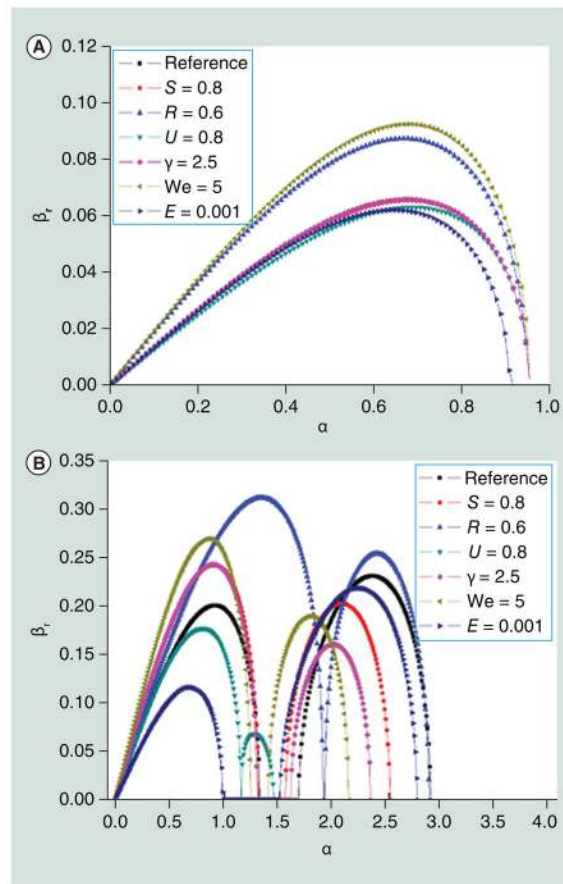 A
0.12
0.10
0.08
0.06
0.04
0.02
0.00
βr
Reference
S = 0.8
R = 0.6
U = 0.8
γ = 2.5
We = 5
E = 0.001
0.0 0.2 0.4 0.6 0.8 1.0
α
B
0.35
0.30
0.25
0.20
0.15
0.10
0.05
0.00
βr
Reference
S = 0.8
R = 0.6
U = 0.8
γ = 2.5
We = 5
E = 0.001
0.0 0.5 1.0 1.5 2.0 2.5 3.0 3.5 4.0
α